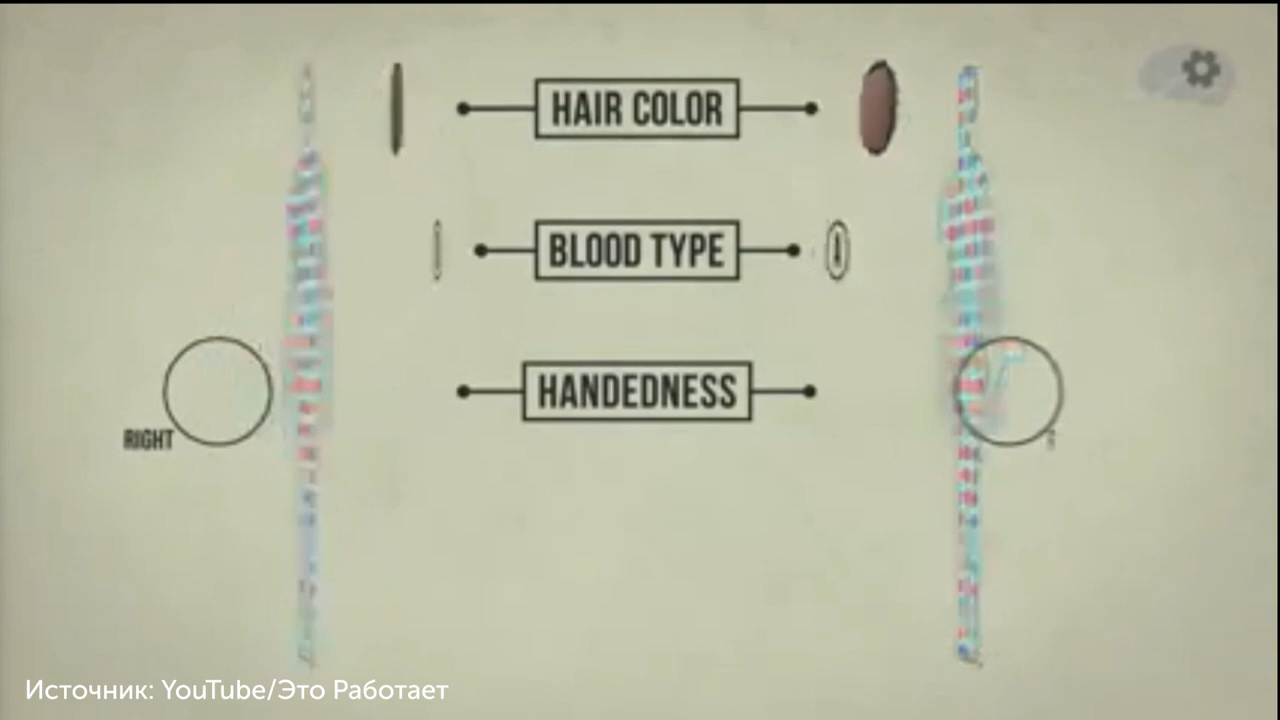 HAIR COLOR
BLOOD TYPE
HANDEDNESS
RIGHT
Источник: YouTube/Это Работает